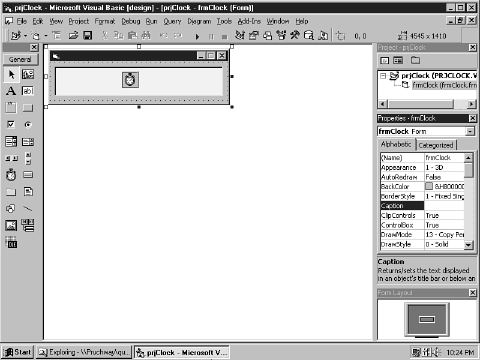 prjClock - Microsoft Visual Basic [design] - [prjClock - frmClock (Form)]
File Edit View Project Format Debug Run Query Diagram Tools Add-Ins Window Help
0, 0 4545 x 1410
General
A
Project - prjClock
prjClock (PRJCLOCK.V
frmClock (frmClock.frm
Properties - frmClock
frmClock Form
Alphabetic Categorized
(Name) frmClock
Appearance 1 - 3D
AutoRedraw False
BackColor &H800000
BorderStyle 1 - Fixed Sing
Caption
ClipControls True
ControlBox True
DrawMode 13 - Copy Pe
DrawStyle 0 - Solid
Caption
Returns/sets the text displayed
in an object's title bar or below an
Form Layout
Start Exploring - prjClock - Microsoft V... 10:24 PM